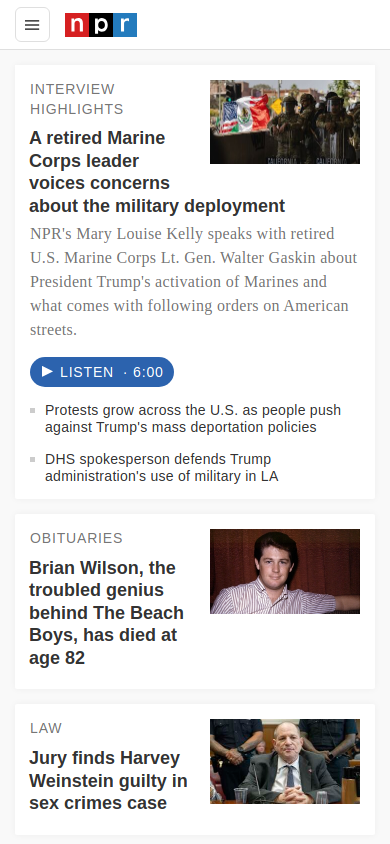 npr
INTERVIEW
HIGHLIGHTS
A retired Marine
Corps leader
voices concerns
about the military deployment
NPR's Mary Louise Kelly speaks with retired
U.S. Marine Corps Lt. Gen. Walter Gaskin about
President Trump's activation of Marines and
what comes with following orders on American
streets.
LISTEN · 6:00
Protests grow across the U.S. as people push
against Trump's mass deportation policies
DHS spokesperson defends Trump
administration's use of military in LA
OBITUARIES
Brian Wilson, the
troubled genius
behind The Beach
Boys, has died at
age 82
LAW
Jury finds Harvey
Weinstein guilty in
sex crimes case